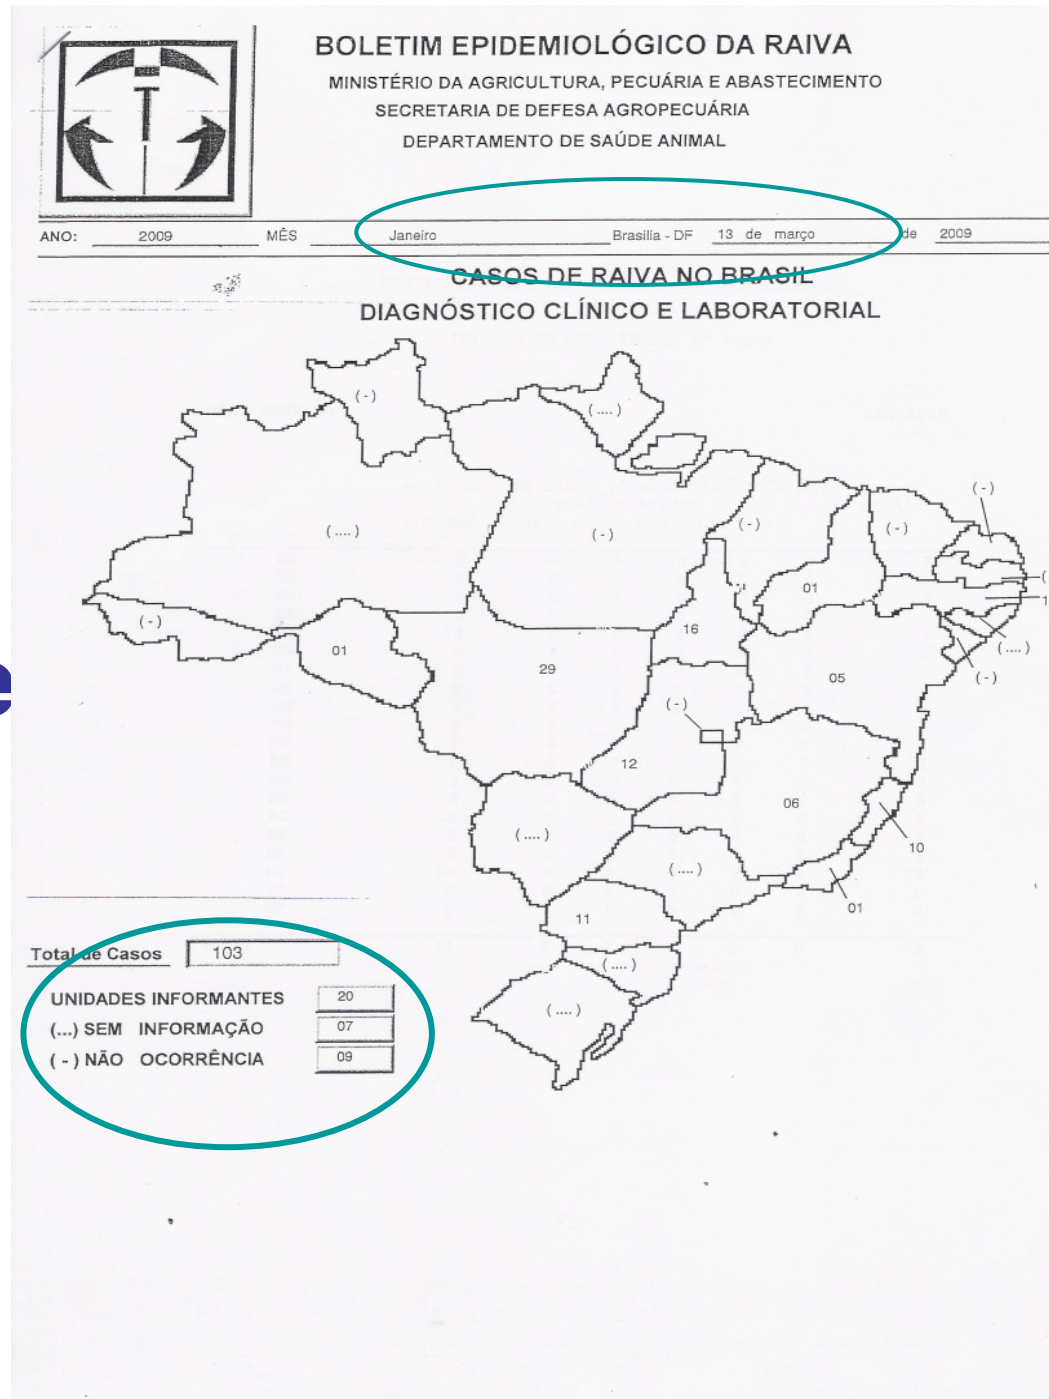 BOLETIM EPIDEMIOLÓGICO DA RAIVA
MINISTÉRIO DA AGRICULTURA, PECUÁRIA E ABASTECIMENTO
SECRETARIA DE DEFESA AGROPECUÁRIA
DEPARTAMENTO DE SAÚDE ANIMAL
ANO: 2009 MÊS Janeiro Brasilia - DF 13 de março de 2009
CASOS DE RAIVA NO BRASIL
DIAGNÓSTICO CLÍNICO E LABORATORIAL
(-)
(....)
(-)
(....)
(-)
(-)
(-)
(
01
1
(-)
16
(....)
01
29
05
(-)
(-)
12
06
(....)
10
(....)
01
11
(....)
(....)
Total de Casos 103
UNIDADES INFORMANTES 20
(...) SEM INFORMAÇÃO 07
( - ) NÃO OCORRÊNCIA 09
e